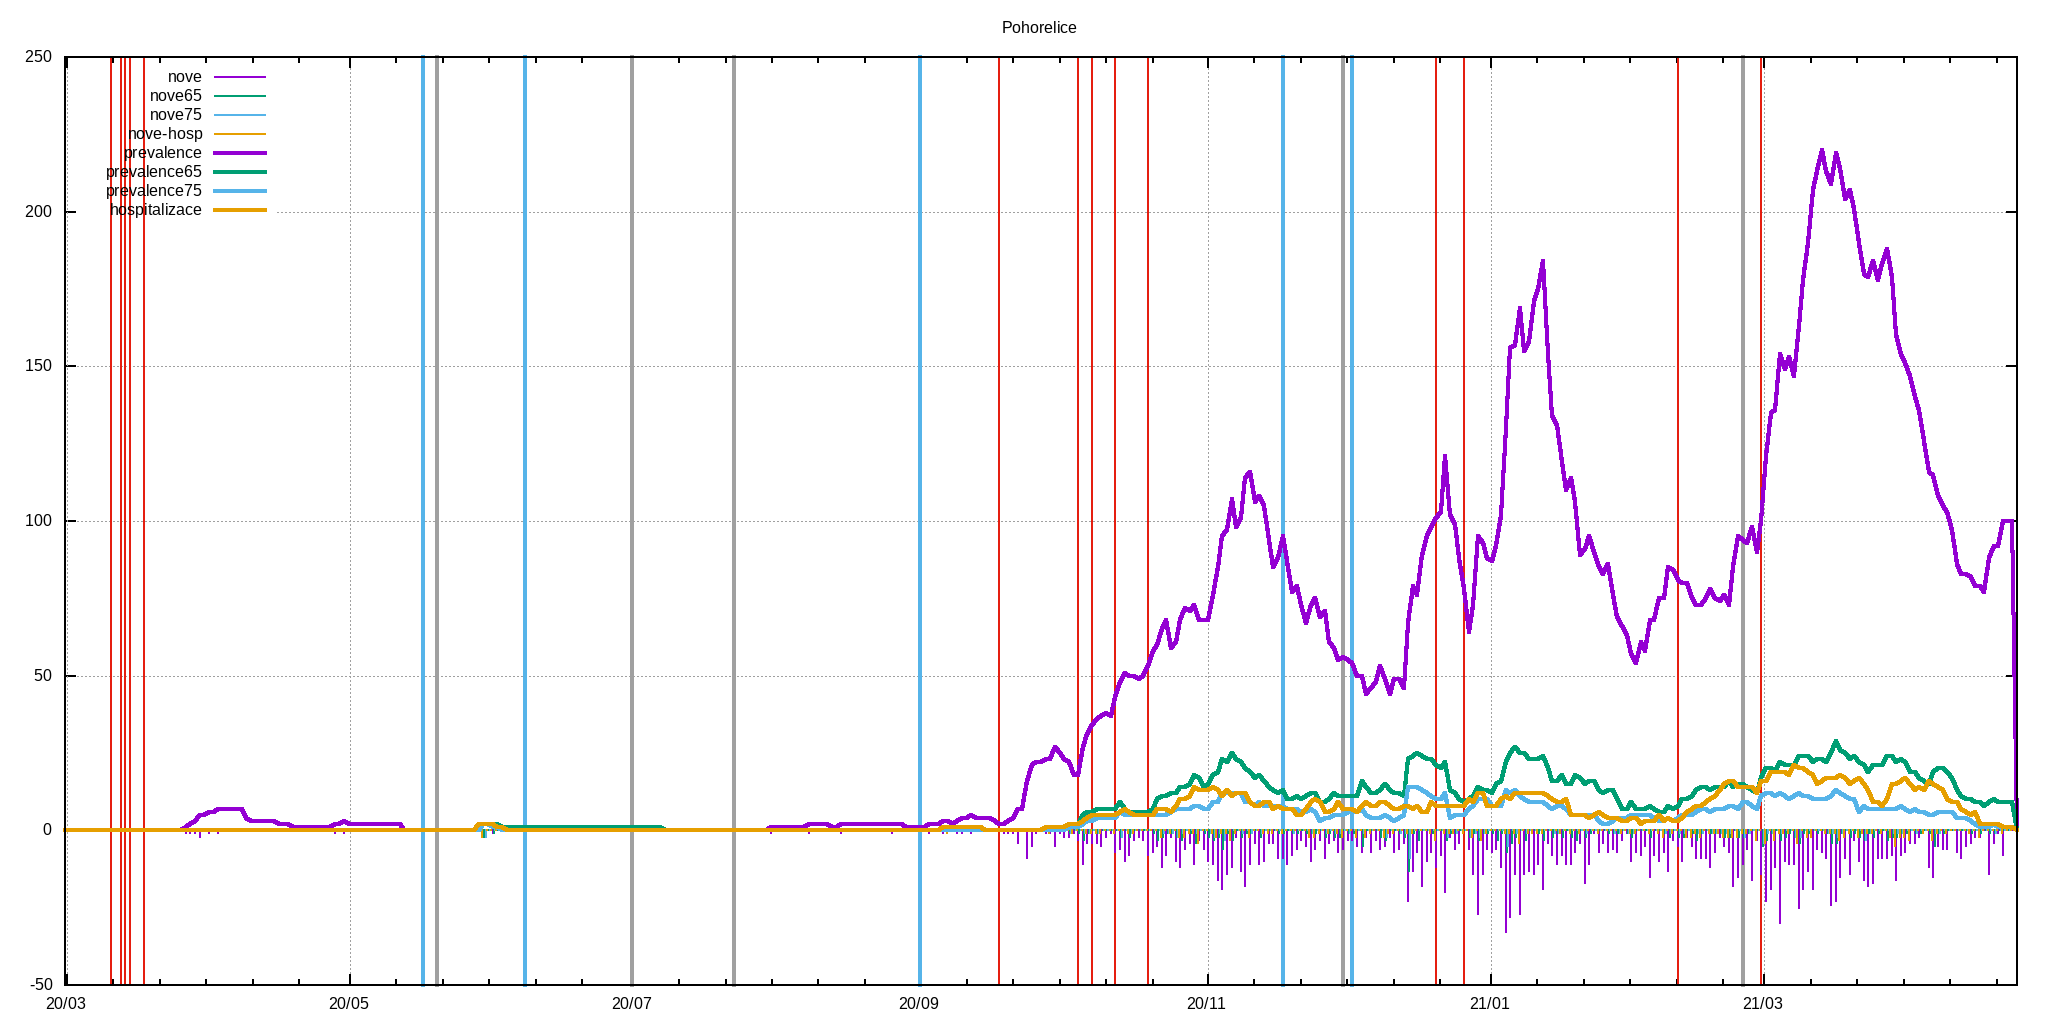 Pohorelice
250
nove
nove65
nove75
nove-hosp
prevalence
prevalence65
prevalence75
hospitalizace
200
150
100
50
0
-50
20/03 20/05 20/07 20/09 20/11 21/01 21/03